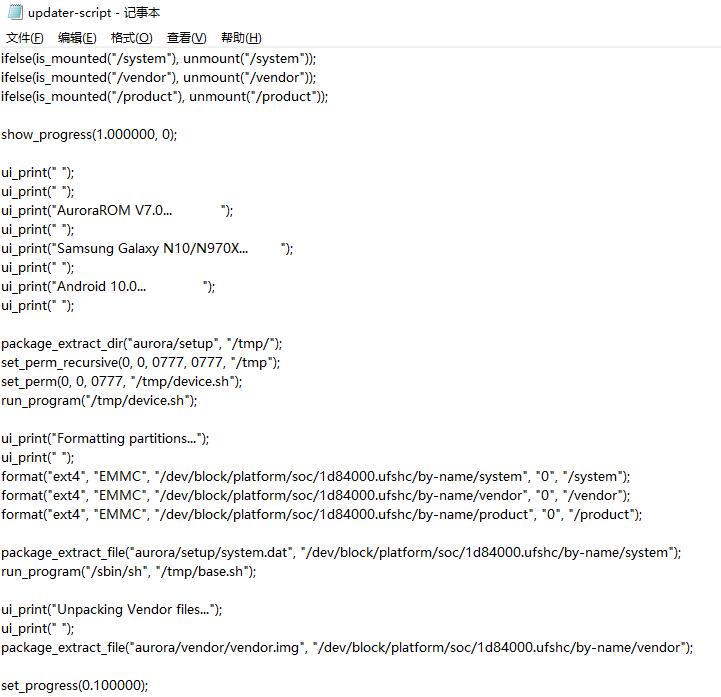 updater-script - 记事本
文件(F) 编辑(E) 格式(O) 查看(V) 帮助(H)
ifelse(is_mounted("/system"), unmount("/system"));
ifelse(is_mounted("/vendor"), unmount("/vendor"));
ifelse(is_mounted("/product"), unmount("/product"));
show_progress(1.000000, 0);
ui_print(" ");
ui_print(" ");
ui_print("AuroraROM V7.0...             ");
ui_print(" ");
ui_print("Samsung Galaxy N10/N970X...        ");
ui_print(" ");
ui_print("Android 10.0...               ");
ui_print(" ");
package_extract_dir("aurora/setup", "/tmp/");
set_perm_recursive(0, 0, 0777, 0777, "/tmp");
set_perm(0, 0, 0777, "/tmp/device.sh");
run_program("/tmp/device.sh");
ui_print("Formatting partitions...");
ui_print(" ");
format("ext4", "EMMC", "/dev/block/platform/soc/1d84000.ufshc/by-name/system", "0", "/system");
format("ext4", "EMMC", "/dev/block/platform/soc/1d84000.ufshc/by-name/vendor", "0", "/vendor");
format("ext4", "EMMC", "/dev/block/platform/soc/1d84000.ufshc/by-name/product", "0", "/product");
package_extract_file("aurora/setup/system.dat", "/dev/block/platform/soc/1d84000.ufshc/by-name/system");
run_program("/sbin/sh", "/tmp/base.sh");
ui_print("Unpacking Vendor files...");
ui_print(" ");
package_extract_file("aurora/vendor/vendor.img", "/dev/block/platform/soc/1d84000.ufshc/by-name/vendor");
set_progress(0.100000);